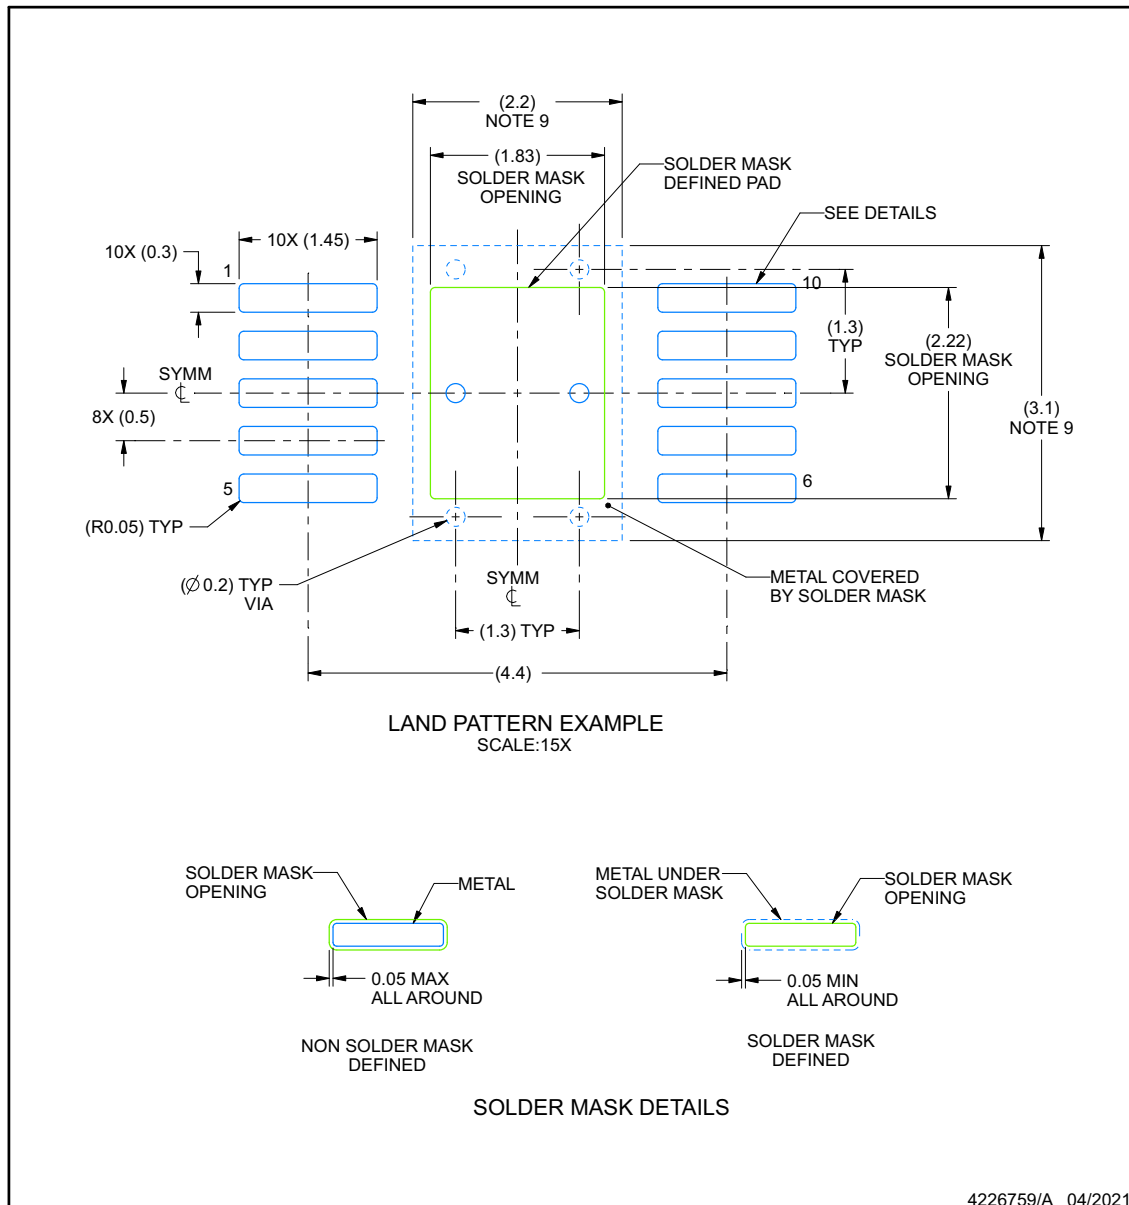 (2.2)
NOTE 9
(1.83)
SOLDER MASK
OPENING
SOLDER MASK
DEFINED PAD
SEE DETAILS
10X (1.45)
10X (0.3)
1
10
(1.3)
TYP
(2.22)
SOLDER MASK
OPENING
SYMM
℄
8X (0.5)
(3.1)
NOTE 9
5
6
(R0.05) TYP
(Ø 0.2) TYP
VIA
SYMM
℄
METAL COVERED
BY SOLDER MASK
(1.3) TYP
(4.4)
LAND PATTERN EXAMPLE
SCALE:15X
SOLDER MASK
OPENING
METAL
0.05 MAX
ALL AROUND
NON SOLDER MASK
DEFINED
METAL UNDER
SOLDER MASK
SOLDER MASK
OPENING
0.05 MIN
ALL AROUND
SOLDER MASK
DEFINED
SOLDER MASK DETAILS
4226759/A 04/2021